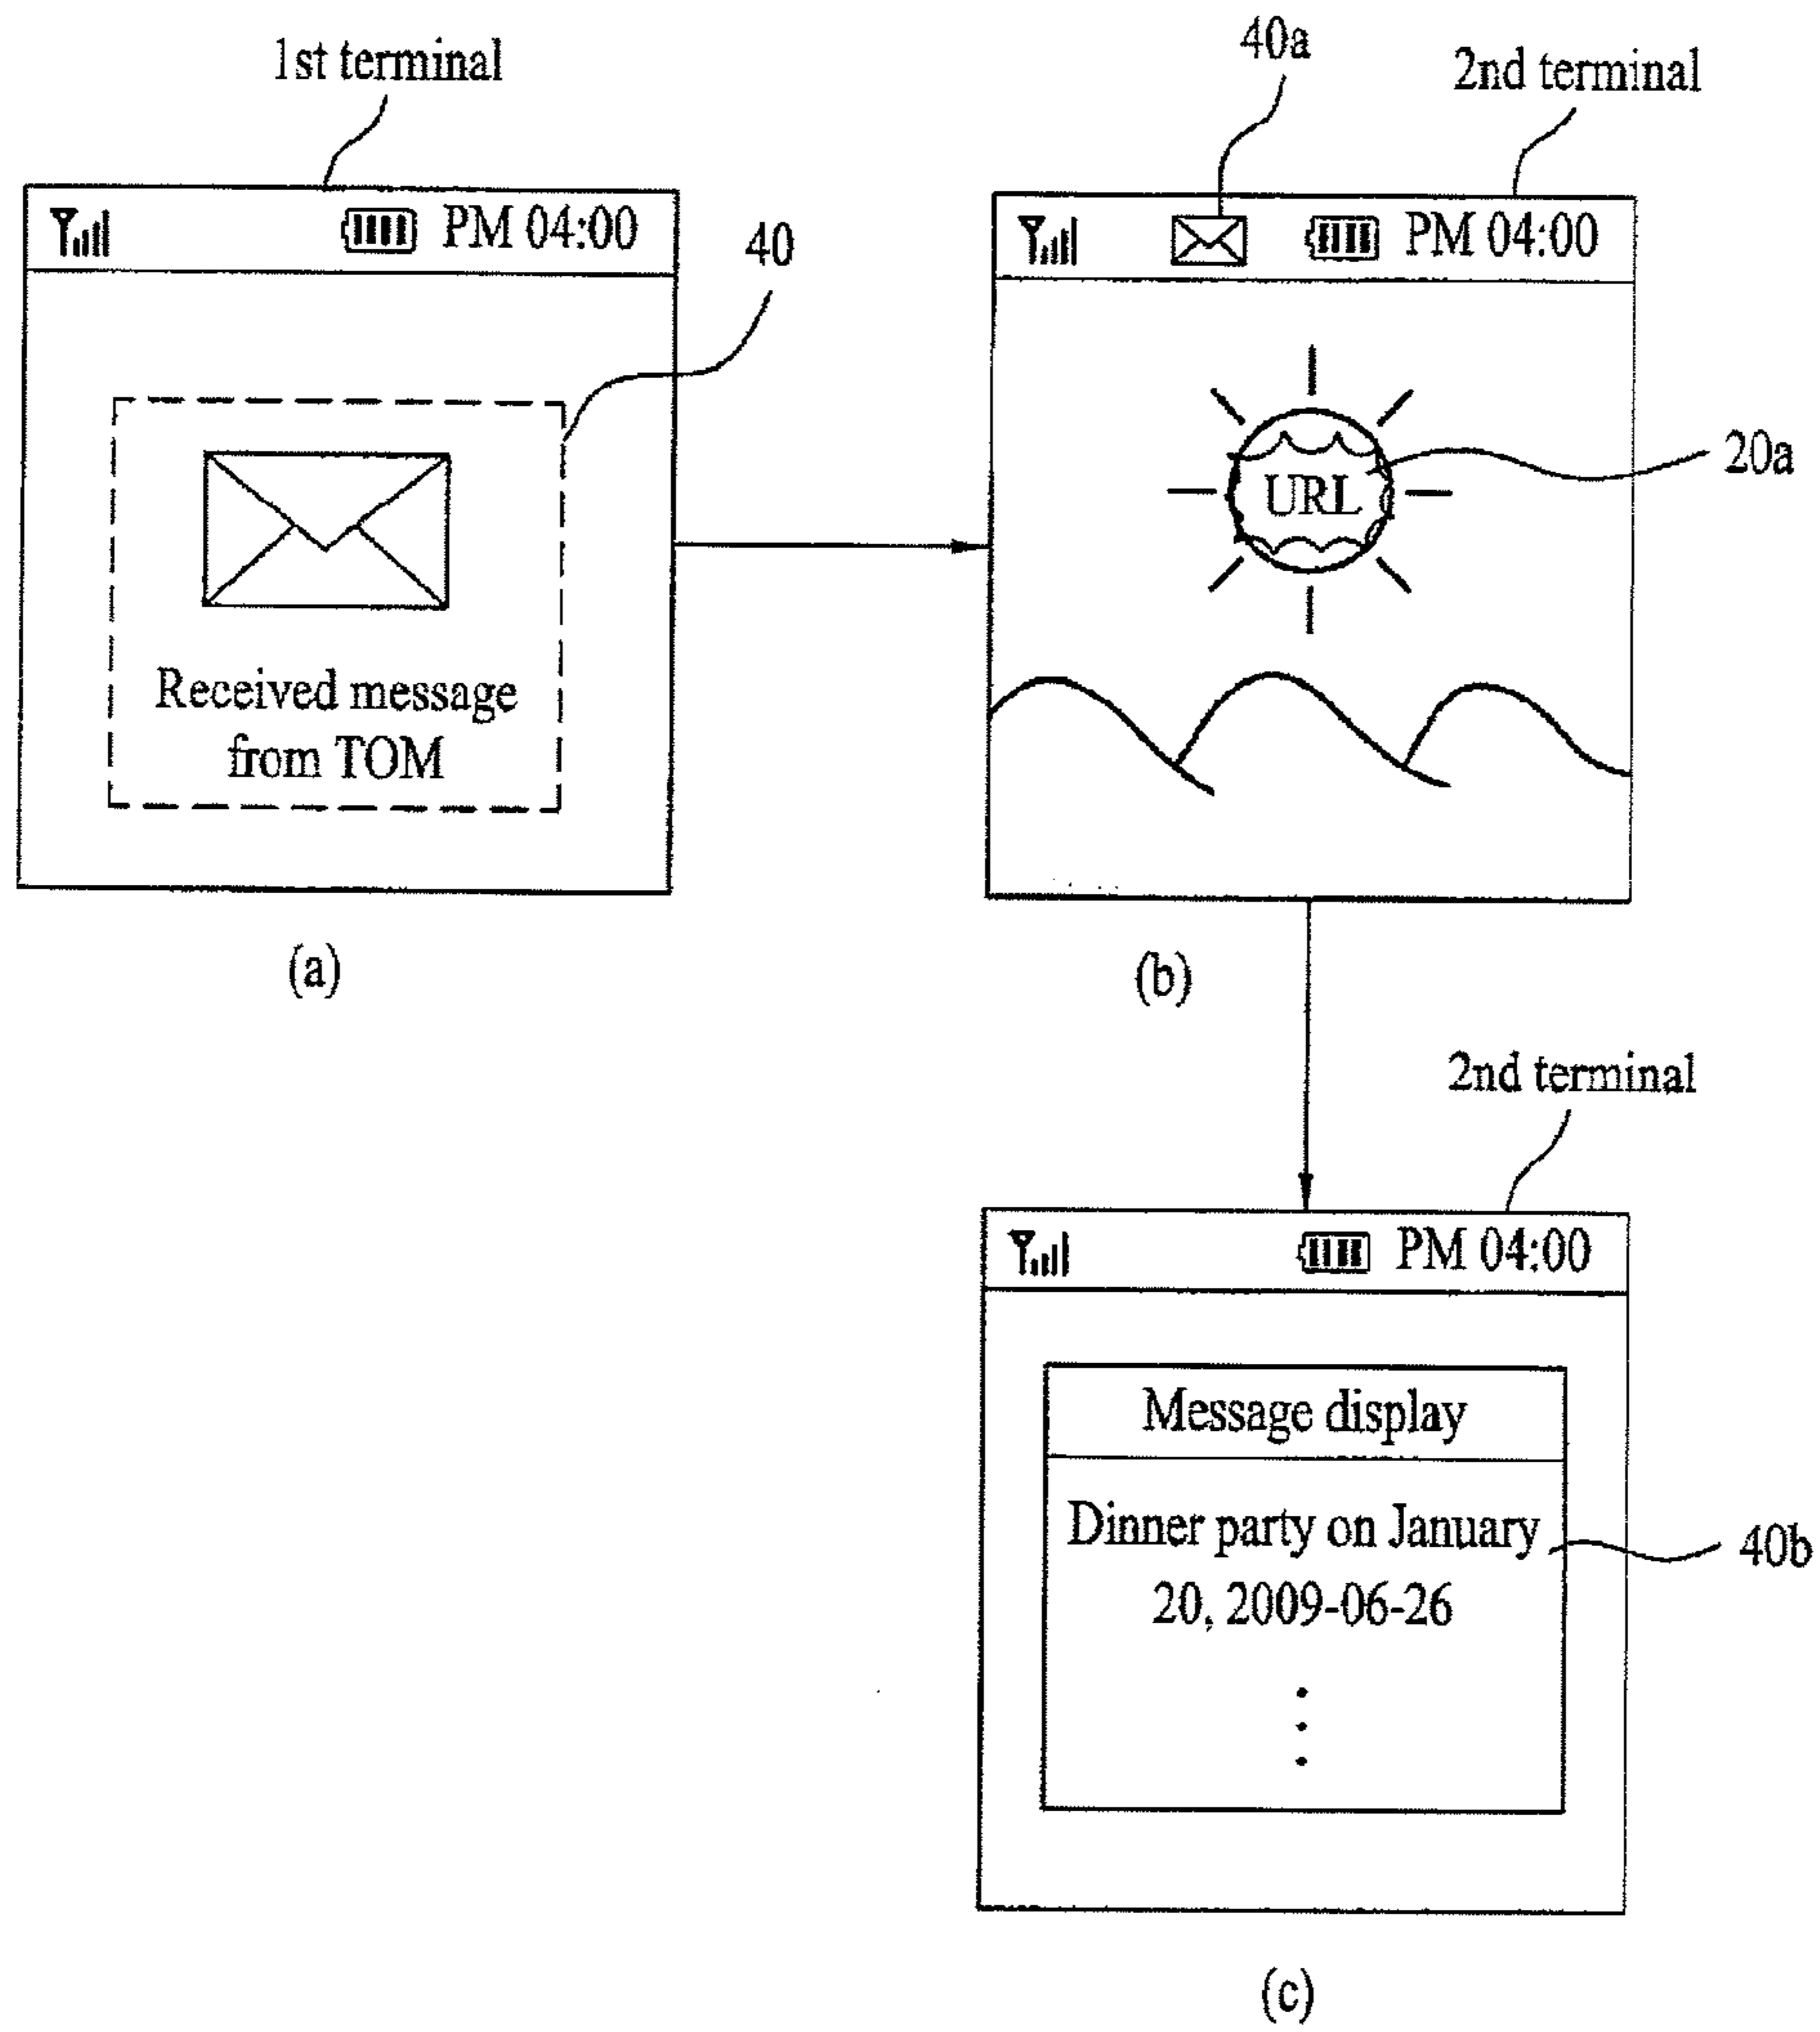 1st terminal
PM 04:00
40
Received message
from TOM
(a)
40a
2nd terminal
PM 04:00
URL
20a
(b)
2nd terminal
PM 04:00
Message display
Dinner party on January
20, 2009-06-26
40b
(c)